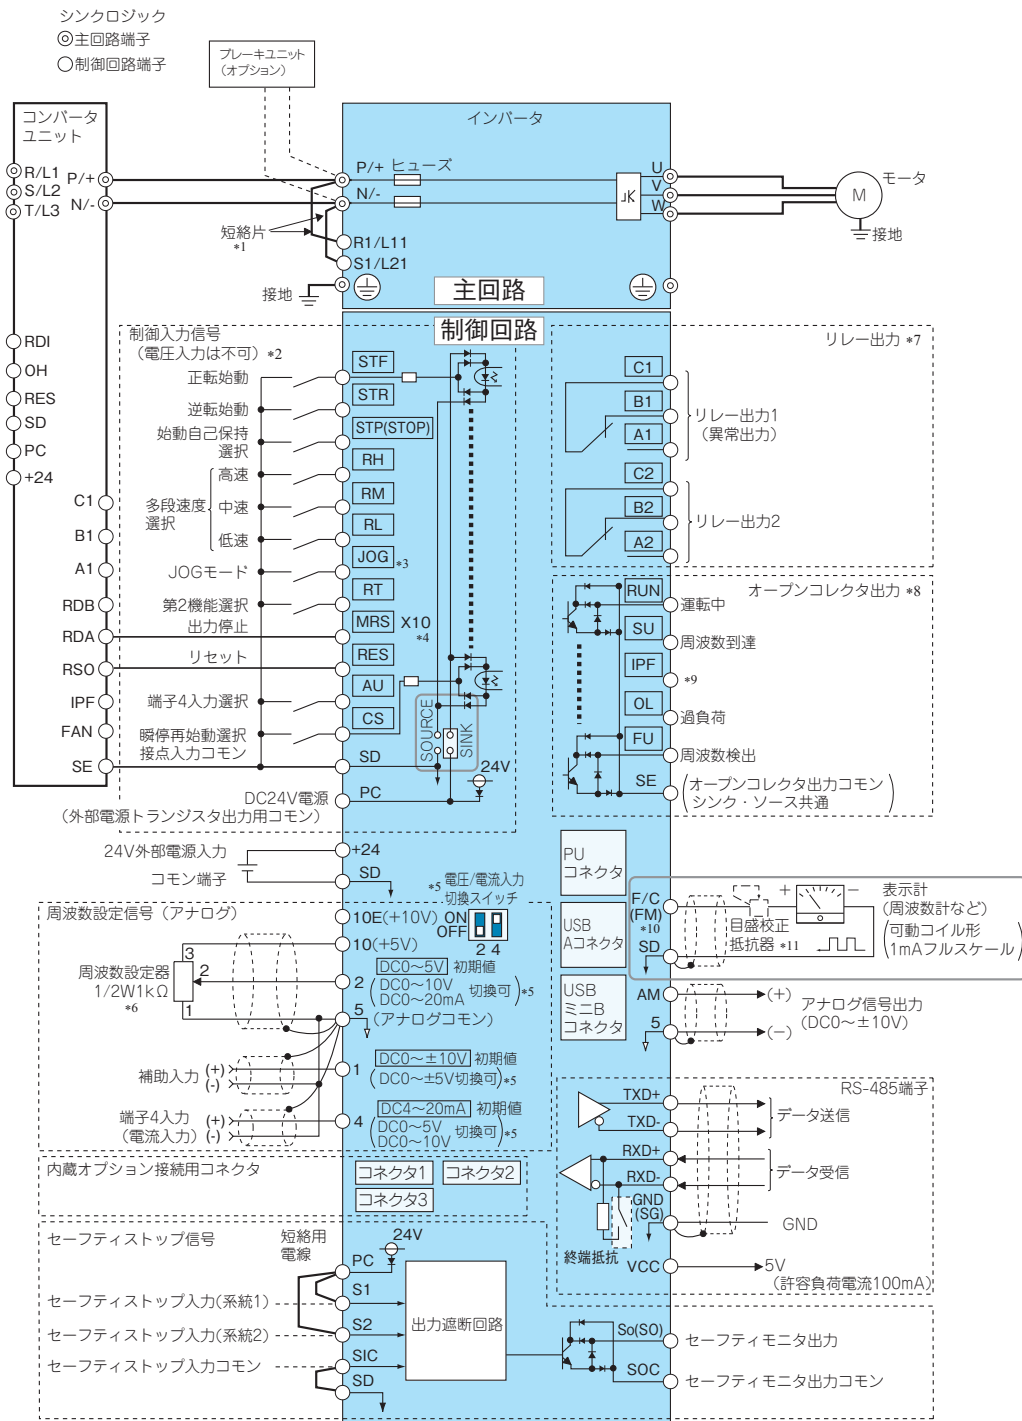 シンクロジック
◎主回路端子
○制御回路端子
ブレーキユニット
（オプション）
コンバータ
ユニット
R/L1
S/L2
T/L3
P/+
N/-
インバータ
P/+
ヒューズ
N/-
U
V
W
M
モータ
接地
短絡片
*1
R1/L11
S1/L21
接地
主回路
制御回路
RDI
OH
RES
SD
PC
+24
C1
B1
A1
RDB
RDA
RSO
IPF
FAN
SE
制御入力信号
（電圧入力は不可）*2
正転始動
STF
逆転始動
STR
始動自己保持
選択
STP(STOP)
多段速度
選択
高速
RH
中速
RM
低速
RL
JOGモード
JOG *3
第2機能選択
RT
出力停止
MRS X10
*4
リセット
RES
端子4入力選択
AU
瞬停再始動選択
CS
接点入力コモン
SD
SOURCE
SINK
24V
DC24V電源
（外部電源トランジスタ出力用コモン）
PC
リレー出力 *7
C1
B1
A1
リレー出力1
（異常出力）
C2
B2
A2
リレー出力2
オープンコレクタ出力 *8
RUN
運転中
SU
周波数到達
IPF
*9
OL
過負荷
FU
周波数検出
SE
（オープンコレクタ出力コモン
シンク・ソース共通）
24V外部電源入力
+24
コモン端子
SD
*5 電圧/電流入力
切換スイッチ
ON
OFF
2 4
周波数設定信号（アナログ）
10E(+10V)
10(+5V)
周波数設定器
1/2W1kΩ
*6
3
2
1
2
DC0～5V 初期値
（DC0～10V
DC0～20mA 切換可）*5
5
（アナログコモン）
補助入力
(+)
(-)
1
DC0～±10V 初期値
（DC0～±5V切換可）*5
端子4入力
（電流入力）
(+)
(-)
4
DC4～20mA 初期値
（DC0～5V
DC0～10V 切換可）*5
PU
コネクタ
USB
Aコネクタ
USB
ミニB
コネクタ
F/C
(FM)
*10
SD
目盛校正
抵抗器 *11
+
−
表示計
（周波数計など）
（可動コイル形
1mAフルスケール）
AM
(+)
5
(−)
アナログ信号出力
（DC0～±10V）
RS-485端子
TXD+
TXD-
データ送信
RXD+
RXD-
データ受信
GND
(SG)
GND
終端抵抗
VCC
5V
（許容負荷電流100mA）
内蔵オプション接続用コネクタ
コネクタ1
コネクタ2
コネクタ3
セーフティストップ信号
短絡用
電線
24V
PC
セーフティストップ入力(系統1)
S1
セーフティストップ入力(系統2)
S2
セーフティストップ入力コモン
SIC
SD
出力遮断回路
So(SO)
セーフティモニタ出力
SOC
セーフティモニタ出力コモン